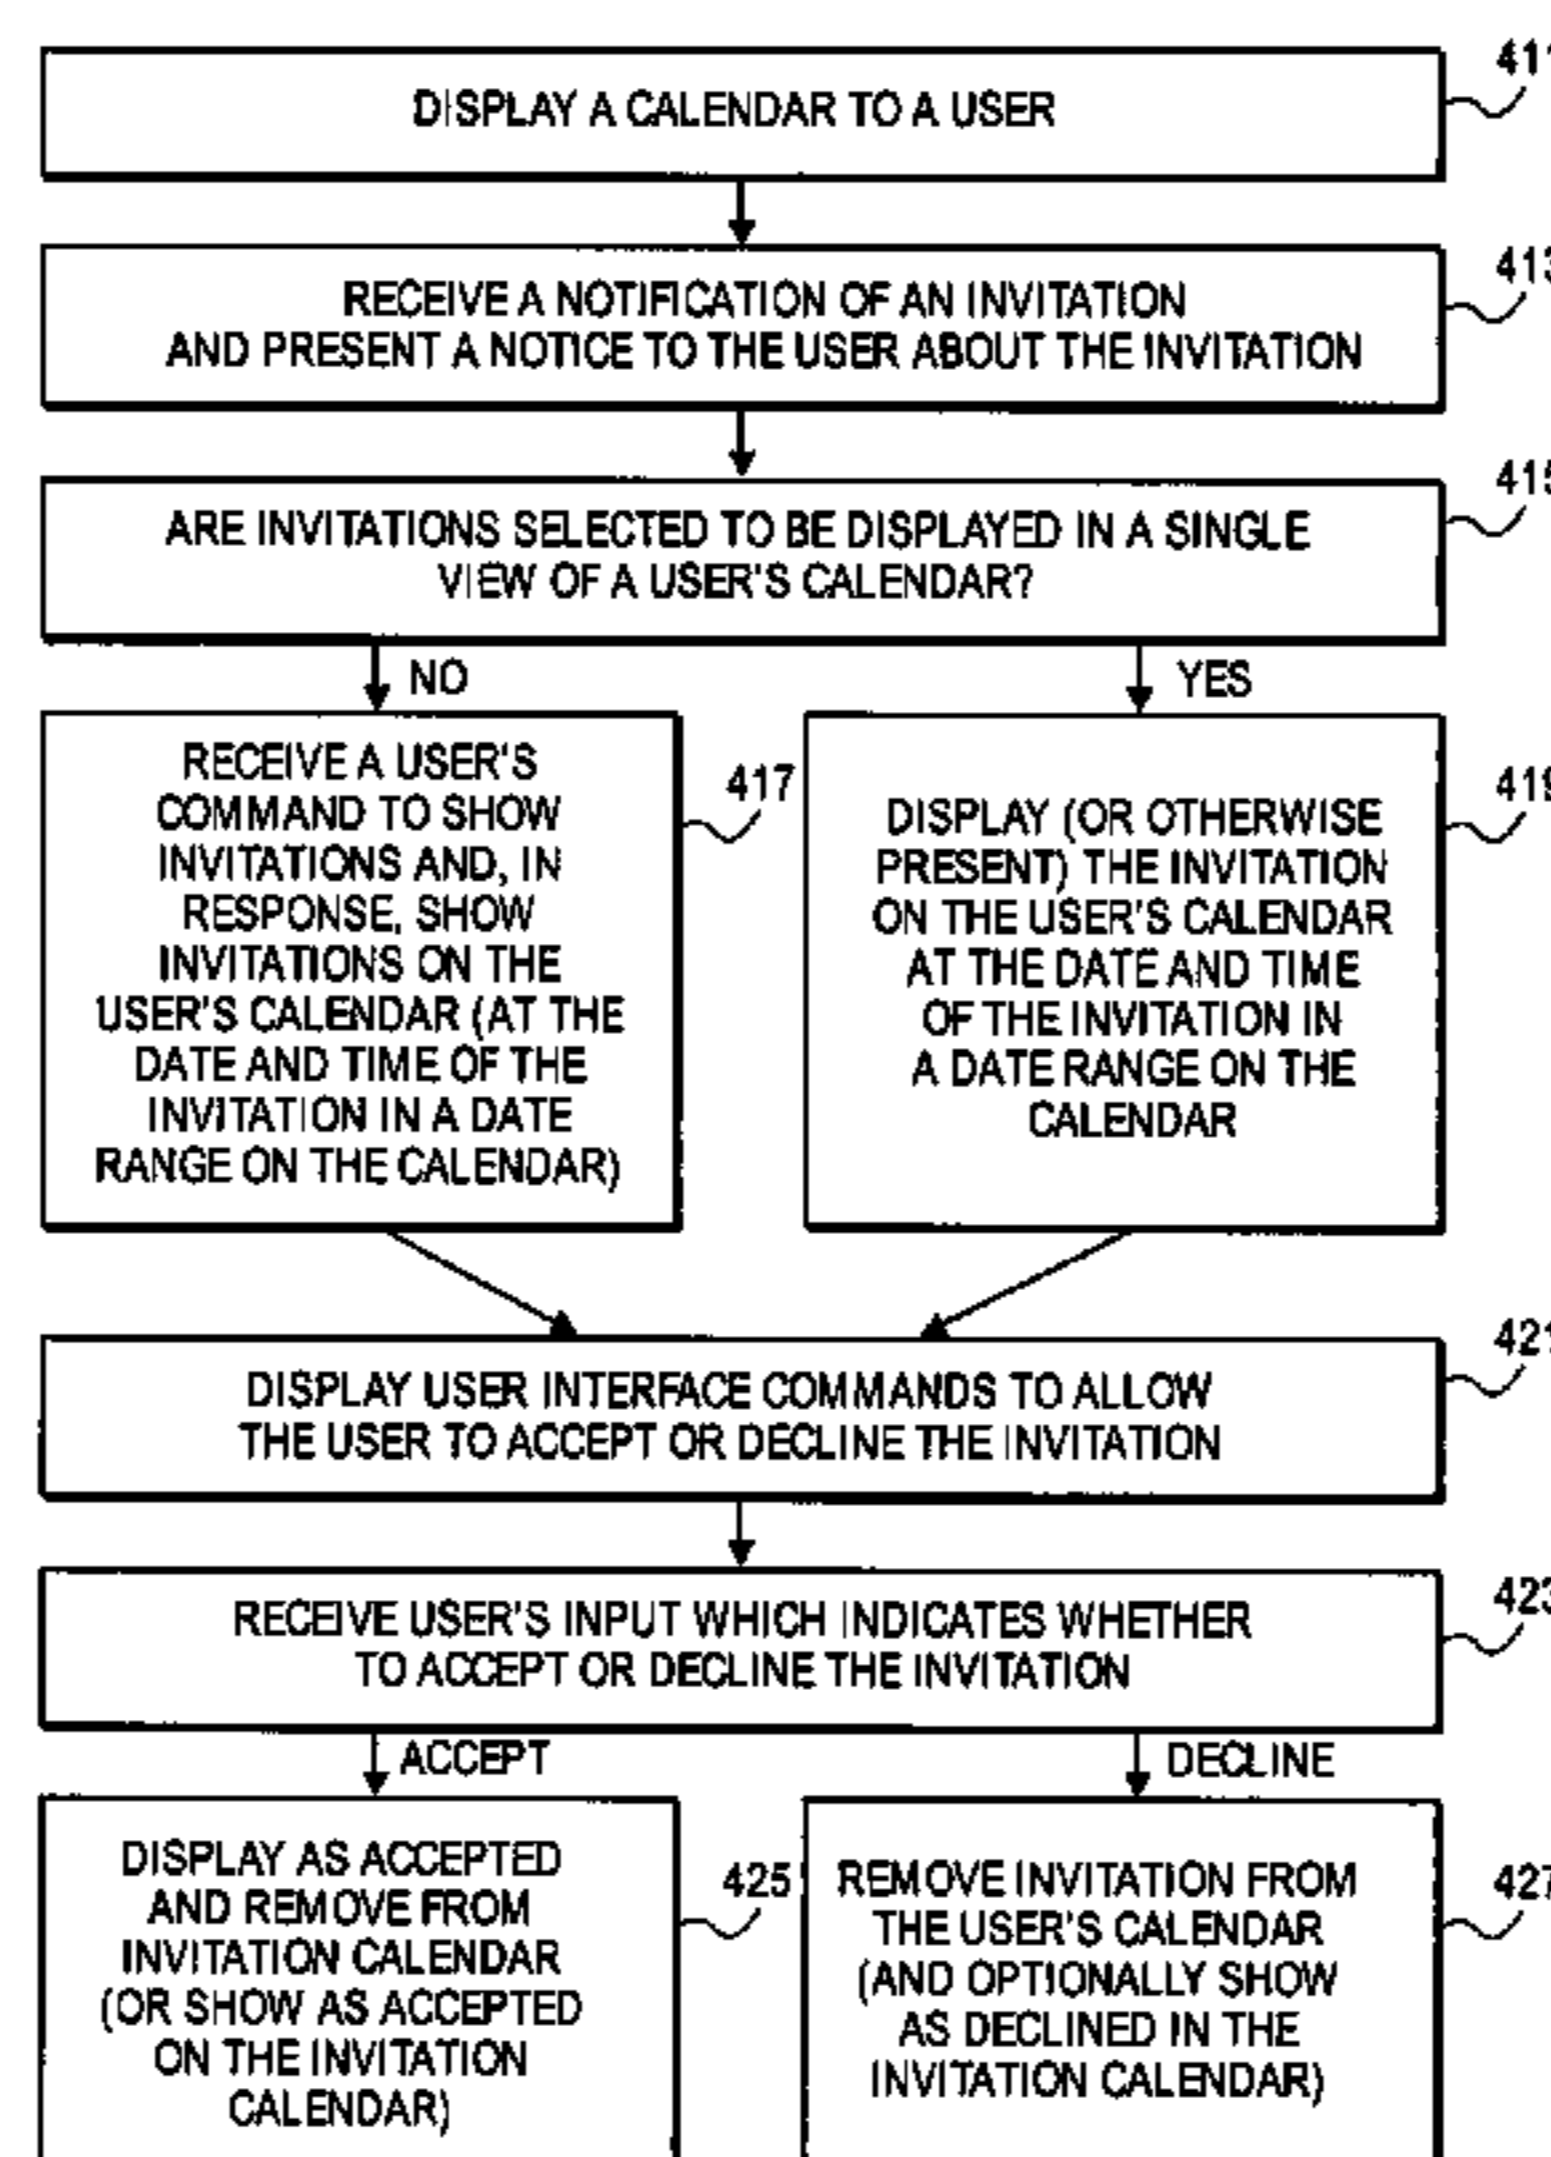 411
DISPLAY A CALENDAR TO A USER
413
RECEIVE A NOTIFICATION OF AN INVITATION
AND PRESENT A NOTICE TO THE USER ABOUT THE INVITATION
415
ARE INVITATIONS SELECTED TO BE DISPLAYED IN A SINGLE
VIEW OF A USER'S CALENDAR?
NO
YES
RECEIVE A USER'S
COMMAND TO SHOW
INVITATIONS AND, IN
RESPONSE, SHOW
INVITATIONS ON THE
USER'S CALENDAR (AT THE
DATE AND TIME OF THE
INVITATION IN A DATE
RANGE ON THE CALENDAR)
417
DISPLAY (OR OTHERWISE
PRESENT) THE INVITATION
ON THE USER'S CALENDAR
AT THE DATE AND TIME
OF THE INVITATION IN
A DATE RANGE ON THE
CALENDAR
419
421
DISPLAY USER INTERFACE COMMANDS TO ALLOW
THE USER TO ACCEPT OR DECLINE THE INVITATION
423
RECEIVE USER'S INPUT WHICH INDICATES WHETHER
TO ACCEPT OR DECLINE THE INVITATION
ACCEPT
DECLINE
DISPLAY AS ACCEPTED
AND REMOVE FROM
INVITATION CALENDAR
(OR SHOW AS ACCEPTED
ON THE INVITATION
CALENDAR)
425
REMOVE INVITATION FROM
THE USER'S CALENDAR
(AND OPTIONALLY SHOW
AS DECLINED IN THE
INVITATION CALENDAR)
427